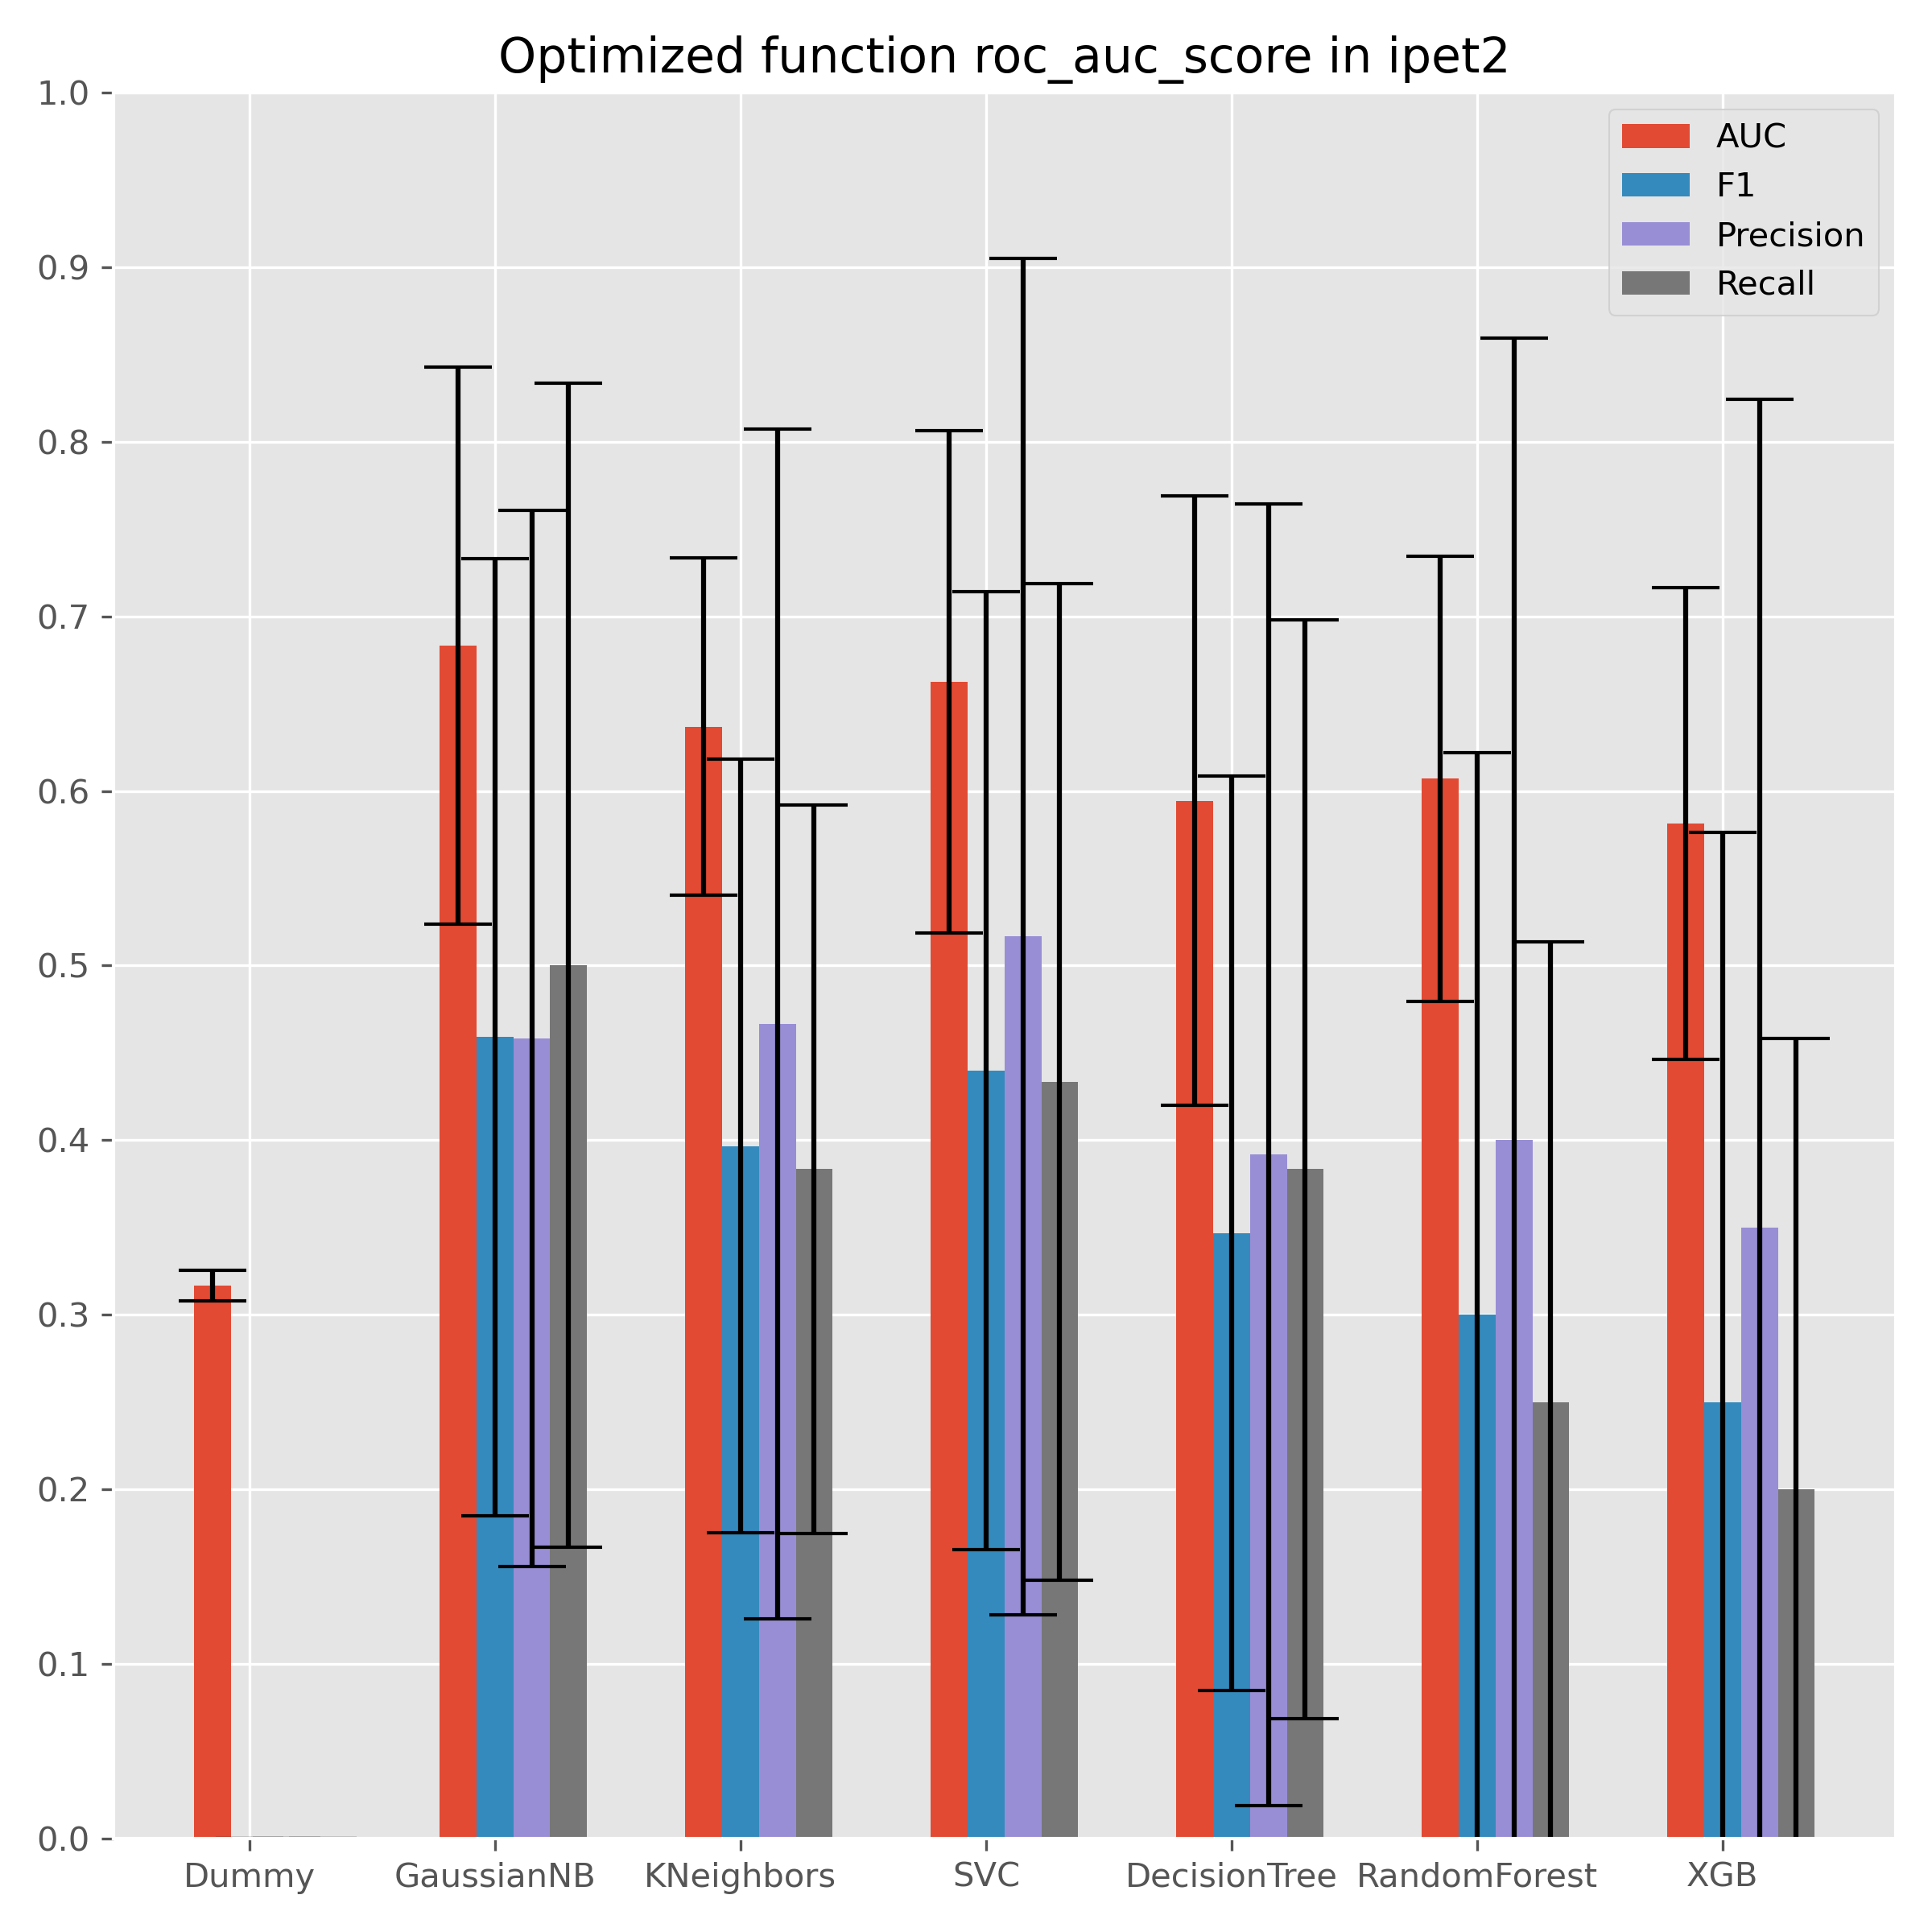 Optimized function roc_auc_score in ipet2
1.0
0.9
0.8
0.7
0.6
0.5
0.4
0.3
0.2
0.1
0.0
AUC
F1
Precision
Recall
Dummy GaussianNB KNeighbors SVC DecisionTree RandomForest XGB